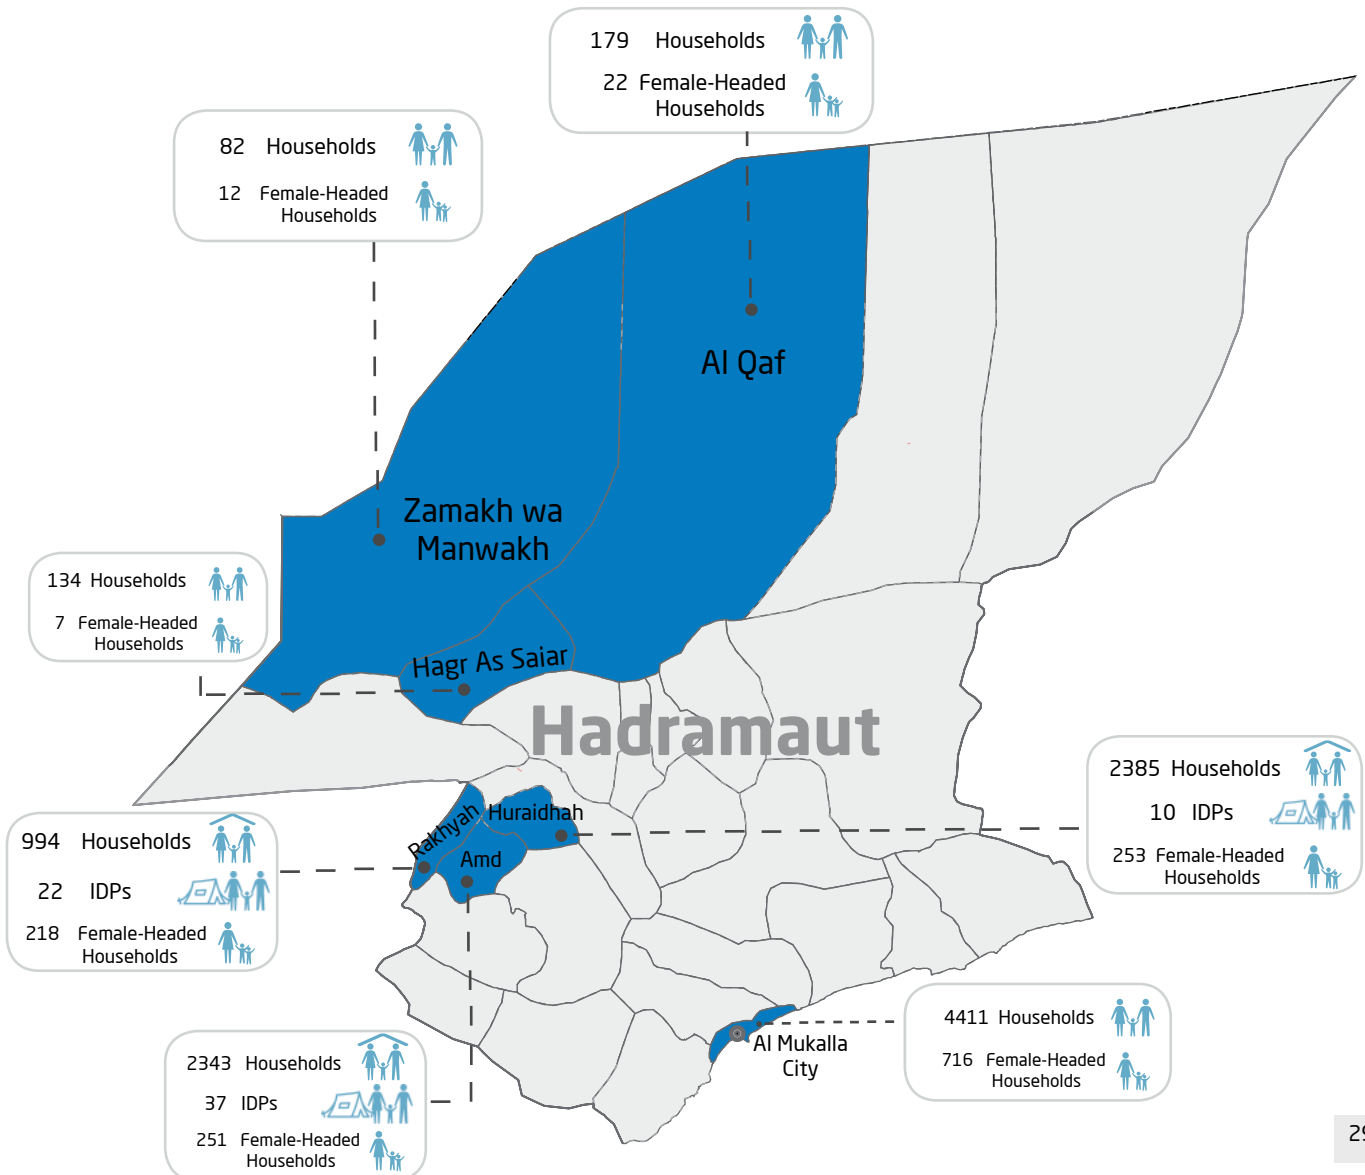 179 Households
22 Female-Headed
Households
82 Households
12 Female-Headed
Households
Al Qaf
Zamakh wa
Manwakh
134 Households
7 Female-Headed
Households
Hagr As Saiar
Hadramaut
2385 Households
10 IDPs
253 Female-Headed
Households
Rakhyah
Huraidhah
Amd
994 Households
22 IDPs
218 Female-Headed
Households
4411 Households
716 Female-Headed
Households
Al Mukalla
City
2343 Households
37 IDPs
251 Female-Headed
Households
29